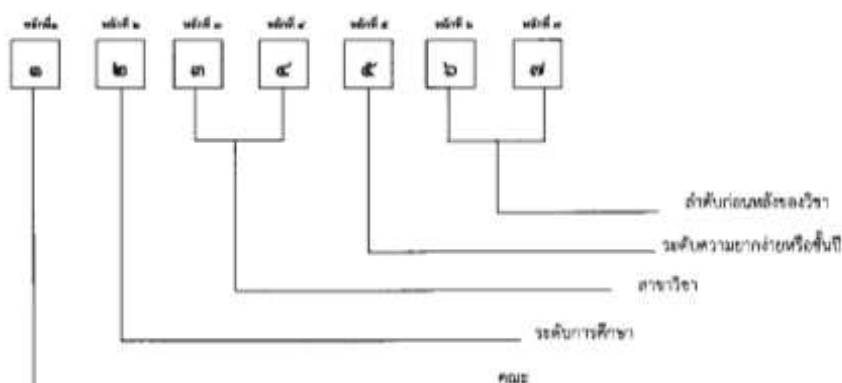 หลักที่๑ หลักที่ ๒ หลักที่ ๓ หลักที่ ๔ หลักที่ ๕ หลักที่ ๖ หลักที่ ๗
๑ ๒ ๓ ๔ ๕ ๖ ๗
ลำดับก่อนหลังของวิชา
ระดับความยากง่ายหรือชั้นปี
สาขาวิชา
ระดับการศึกษา
คณะ